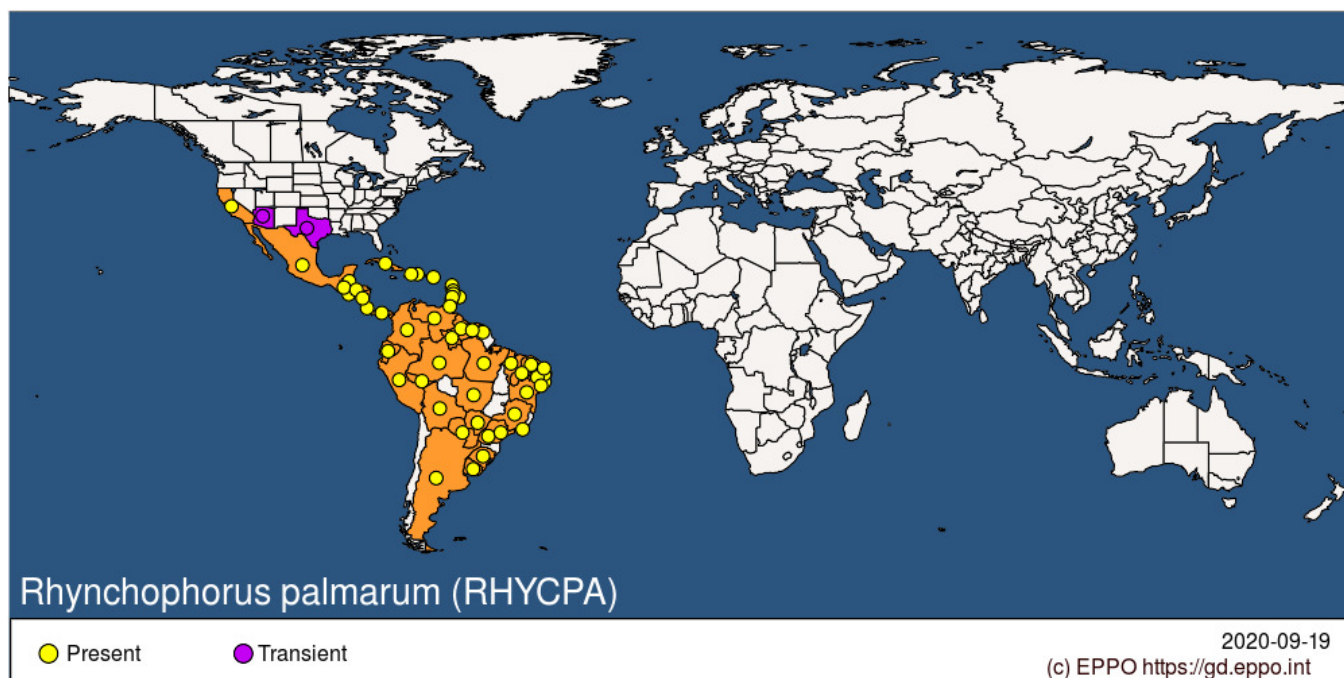 Rhynchophorus palmarum (RHYCPA)
Present
Transient
2020-09-19
(c) EPPO https://gd.eppo.int